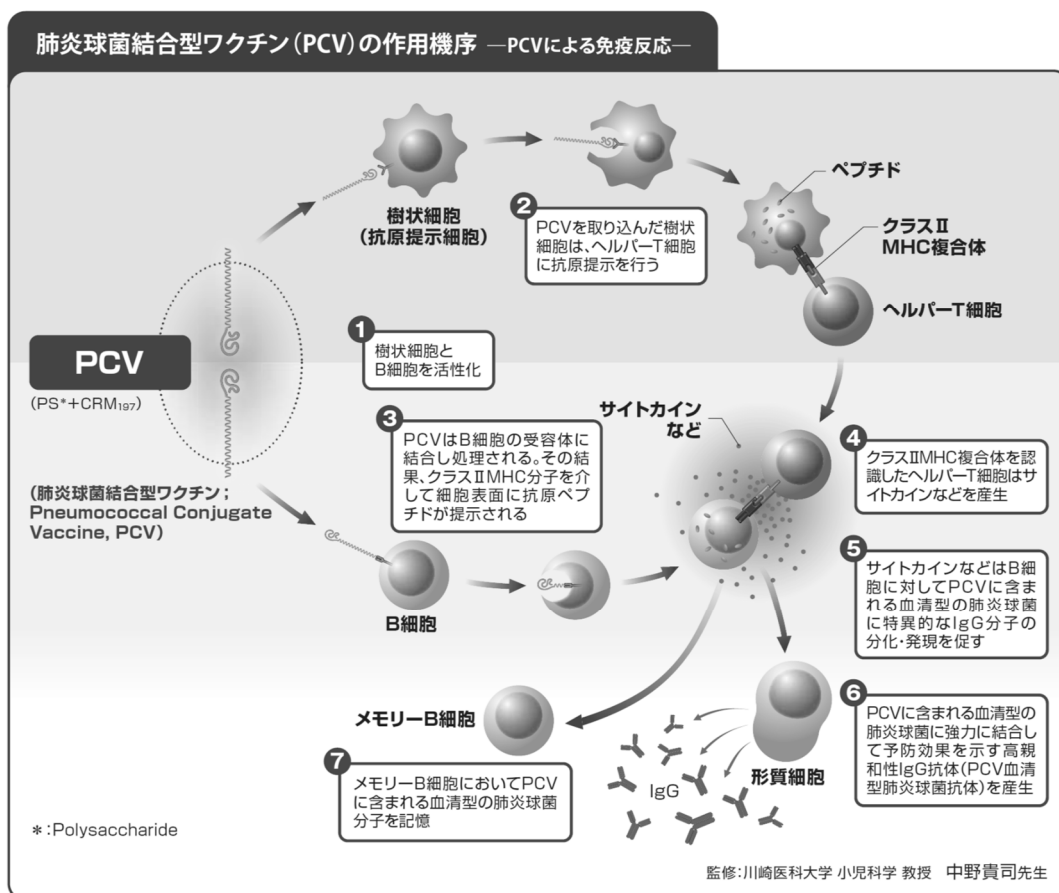 肺炎球菌結合型ワクチン(PCV)の作用機序 ―PCVによる免疫反応―
樹状細胞
(抗原提示細胞)
2
PCVを取り込んだ樹状
細胞は、ヘルパーT細胞
に抗原提示を行う
ペプチド
クラスⅡ
MHC複合体
ヘルパーT細胞
PCV
(PS*+CRM197)
(肺炎球菌結合型ワクチン;
Pneumococcal Conjugate
Vaccine, PCV)
1
樹状細胞と
B細胞を活性化
3
PCVはB細胞の受容体に
結合し処理される。その結
果、クラスⅡMHC分子を介
して細胞表面に抗原ペプ
チドが提示される
B細胞
サイトカイン
など
4
クラスⅡMHC複合体を認
識したヘルパーT細胞は
サイトカインなどを産生
5
サイトカインなどはB細
胞に対してPCVに含ま
れる血清型の肺炎球菌
に特異的なIgG分子の
分化・発現を促す
6
PCVに含まれる血清型の
肺炎球菌に強力に結合し
て予防効果を示す高親
和性IgG抗体(PCV血清
型肺炎球菌抗体)を産生
形質細胞
IgG
メモリーB細胞
7
メモリーB細胞においてPCV
に含まれる血清型の肺炎球菌
分子を記憶
*:Polysaccharide
監修:川崎医科大学 小児科学 教授 中野貴司先生